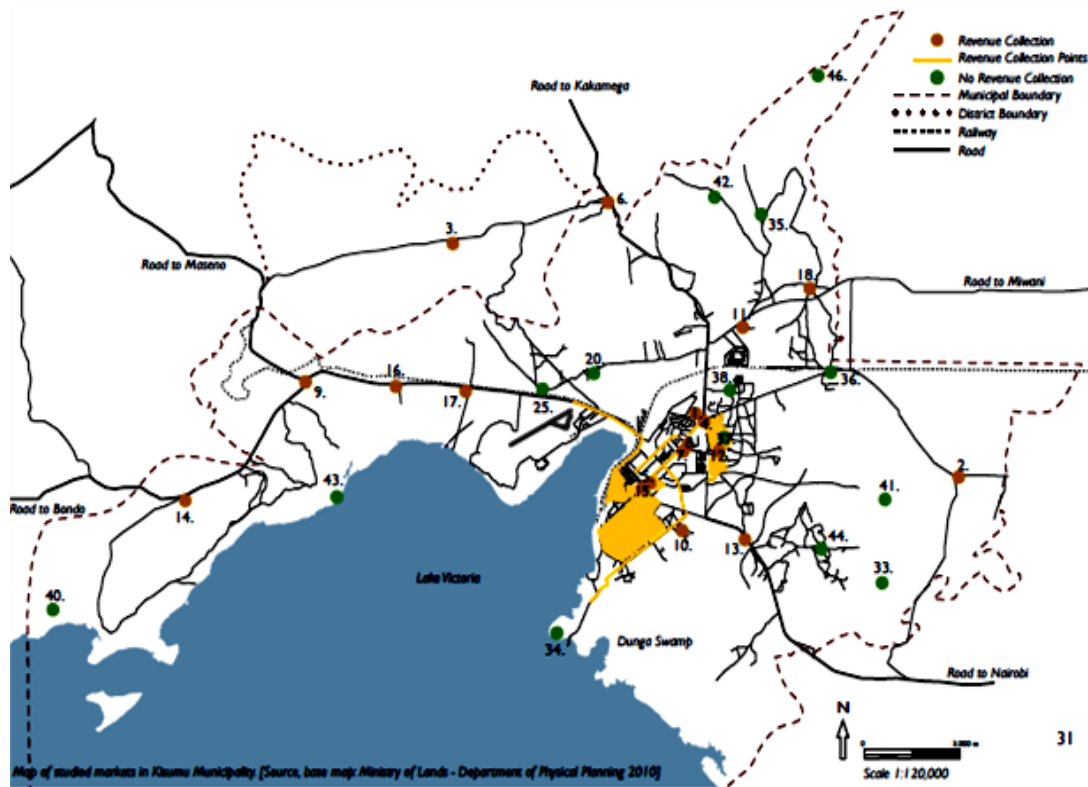 Revenue Collection
Revenue Collection Points
No Revenue Collection
Municipal Boundary
District Boundary
Railway
Road
46.
Road to Kakamega
42.
6.
35.
3.
Road to Maseno
18.
Road to Miwani
11.
20.
36.
16.
38.
9.
17.
25.
1.
7.
12.
2.
15.
43.
41.
14.
Road to Bondo
10.
13.
44.
Lake Victoria
33.
40.
34.
Dunga Swamp
Road to Nairobi
N
31
Scale 1:120,000
Map of studied markets in Kisumu Municipality. [Source, base map: Ministry of Lands - Department of Physical Planning 2010]